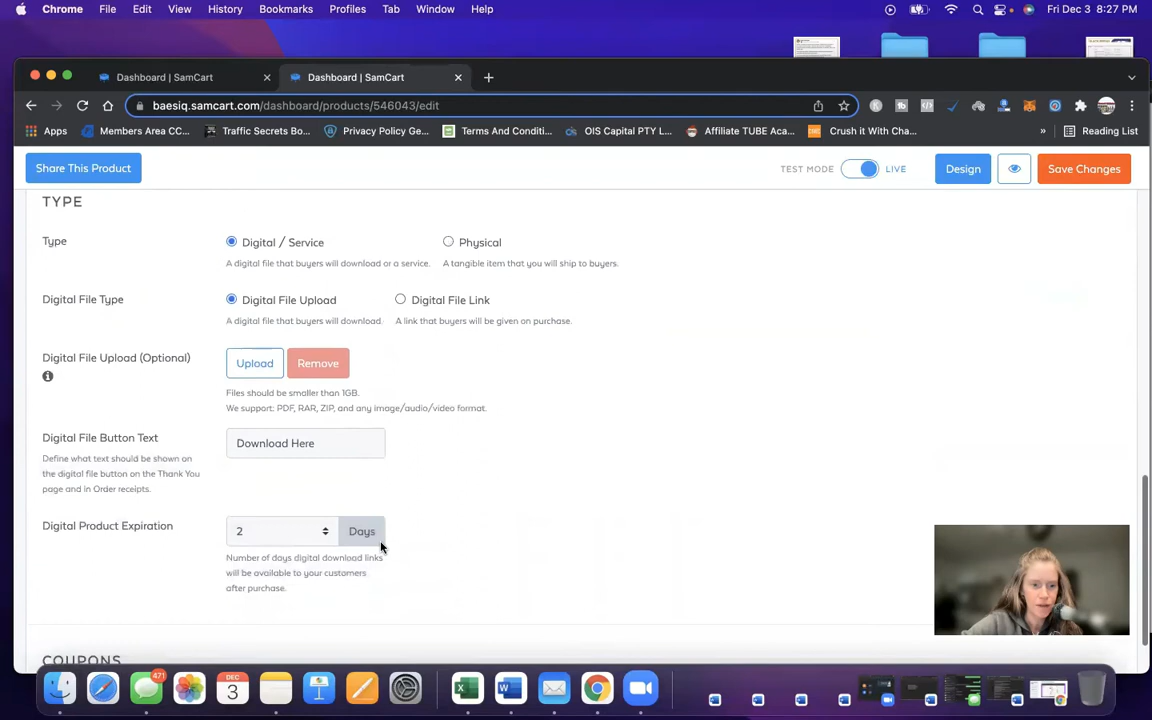 Chrome File Edit View History Bookmarks Profiles Tab Window Help Fri Dec 3 8:27 PM
Dashboard | SamCart Dashboard | SamCart
baesiq.samcart.com/dashboard/products/546043/edit
Apps Members Area CC... Traffic Secrets Bo... Privacy Policy Ge... Terms And Conditi... OIS Capital PTY L... Affiliate TUBE Aca... Crush it With Cha... » Reading List
Share This Product TEST MODE LIVE Design Save Changes
TYPE
Type Digital / Service Physical
A digital file that buyers will download or a service. A tangible item that you will ship to buyers.
Digital File Type Digital File Upload Digital File Link
A digital file that buyers will download A link that buyers will be given on purchase.
Digital File Upload (Optional) Upload Remove
Files should be smaller than 1GB.
We support: PDF, RAR, ZIP, and any image/audio/video format.
Digital File Button Text Download Here
Define what text should be shown on
the digital file button on the Thank You
page and in Order receipts.
Digital Product Expiration 2 Days
Number of days digital download links
will be available to your customers
after purchase.
COUPONS
471
DEC
3